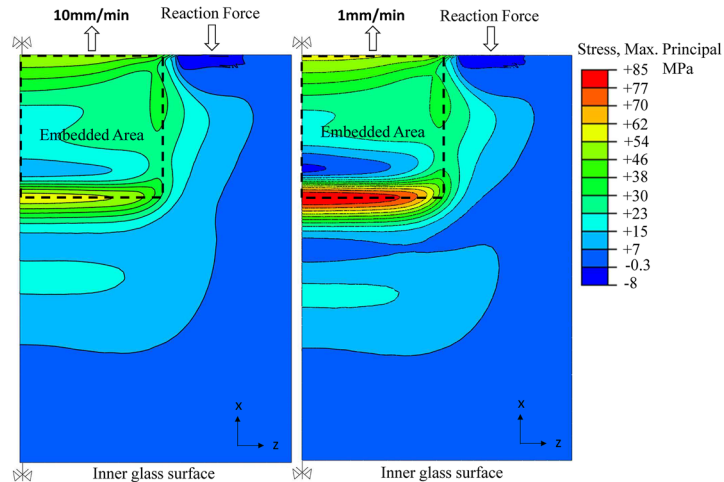 10mm/min
Reaction Force
1mm/min
Reaction Force
Stress, Max. Principal
MPa
+85
+77
+70
+62
+54
+46
+38
+30
+23
+15
+7
-0.3
-8
Embedded Area
Embedded Area
X
Z
X
Z
Inner glass surface
Inner glass surface